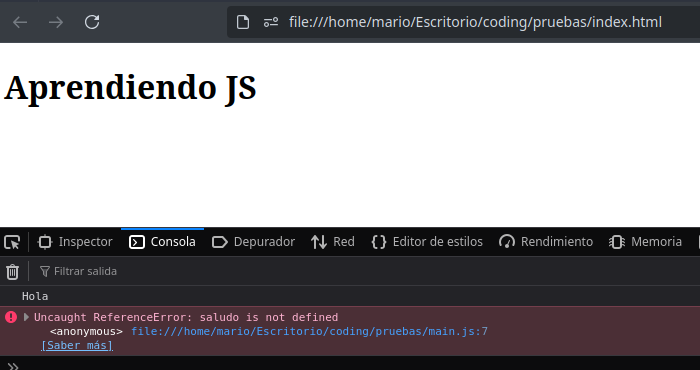 file:///home/mario/Escritorio/coding/pruebas/index.html
Aprendiendo JS
Inspector Consola Depurador Red Editor de estilos Rendimiento Memoria
Filtrar salida
Hola
Uncaught ReferenceError: saludo is not defined
<anonymous> file:///home/mario/Escritorio/coding/pruebas/main.js:7
[Saber más]